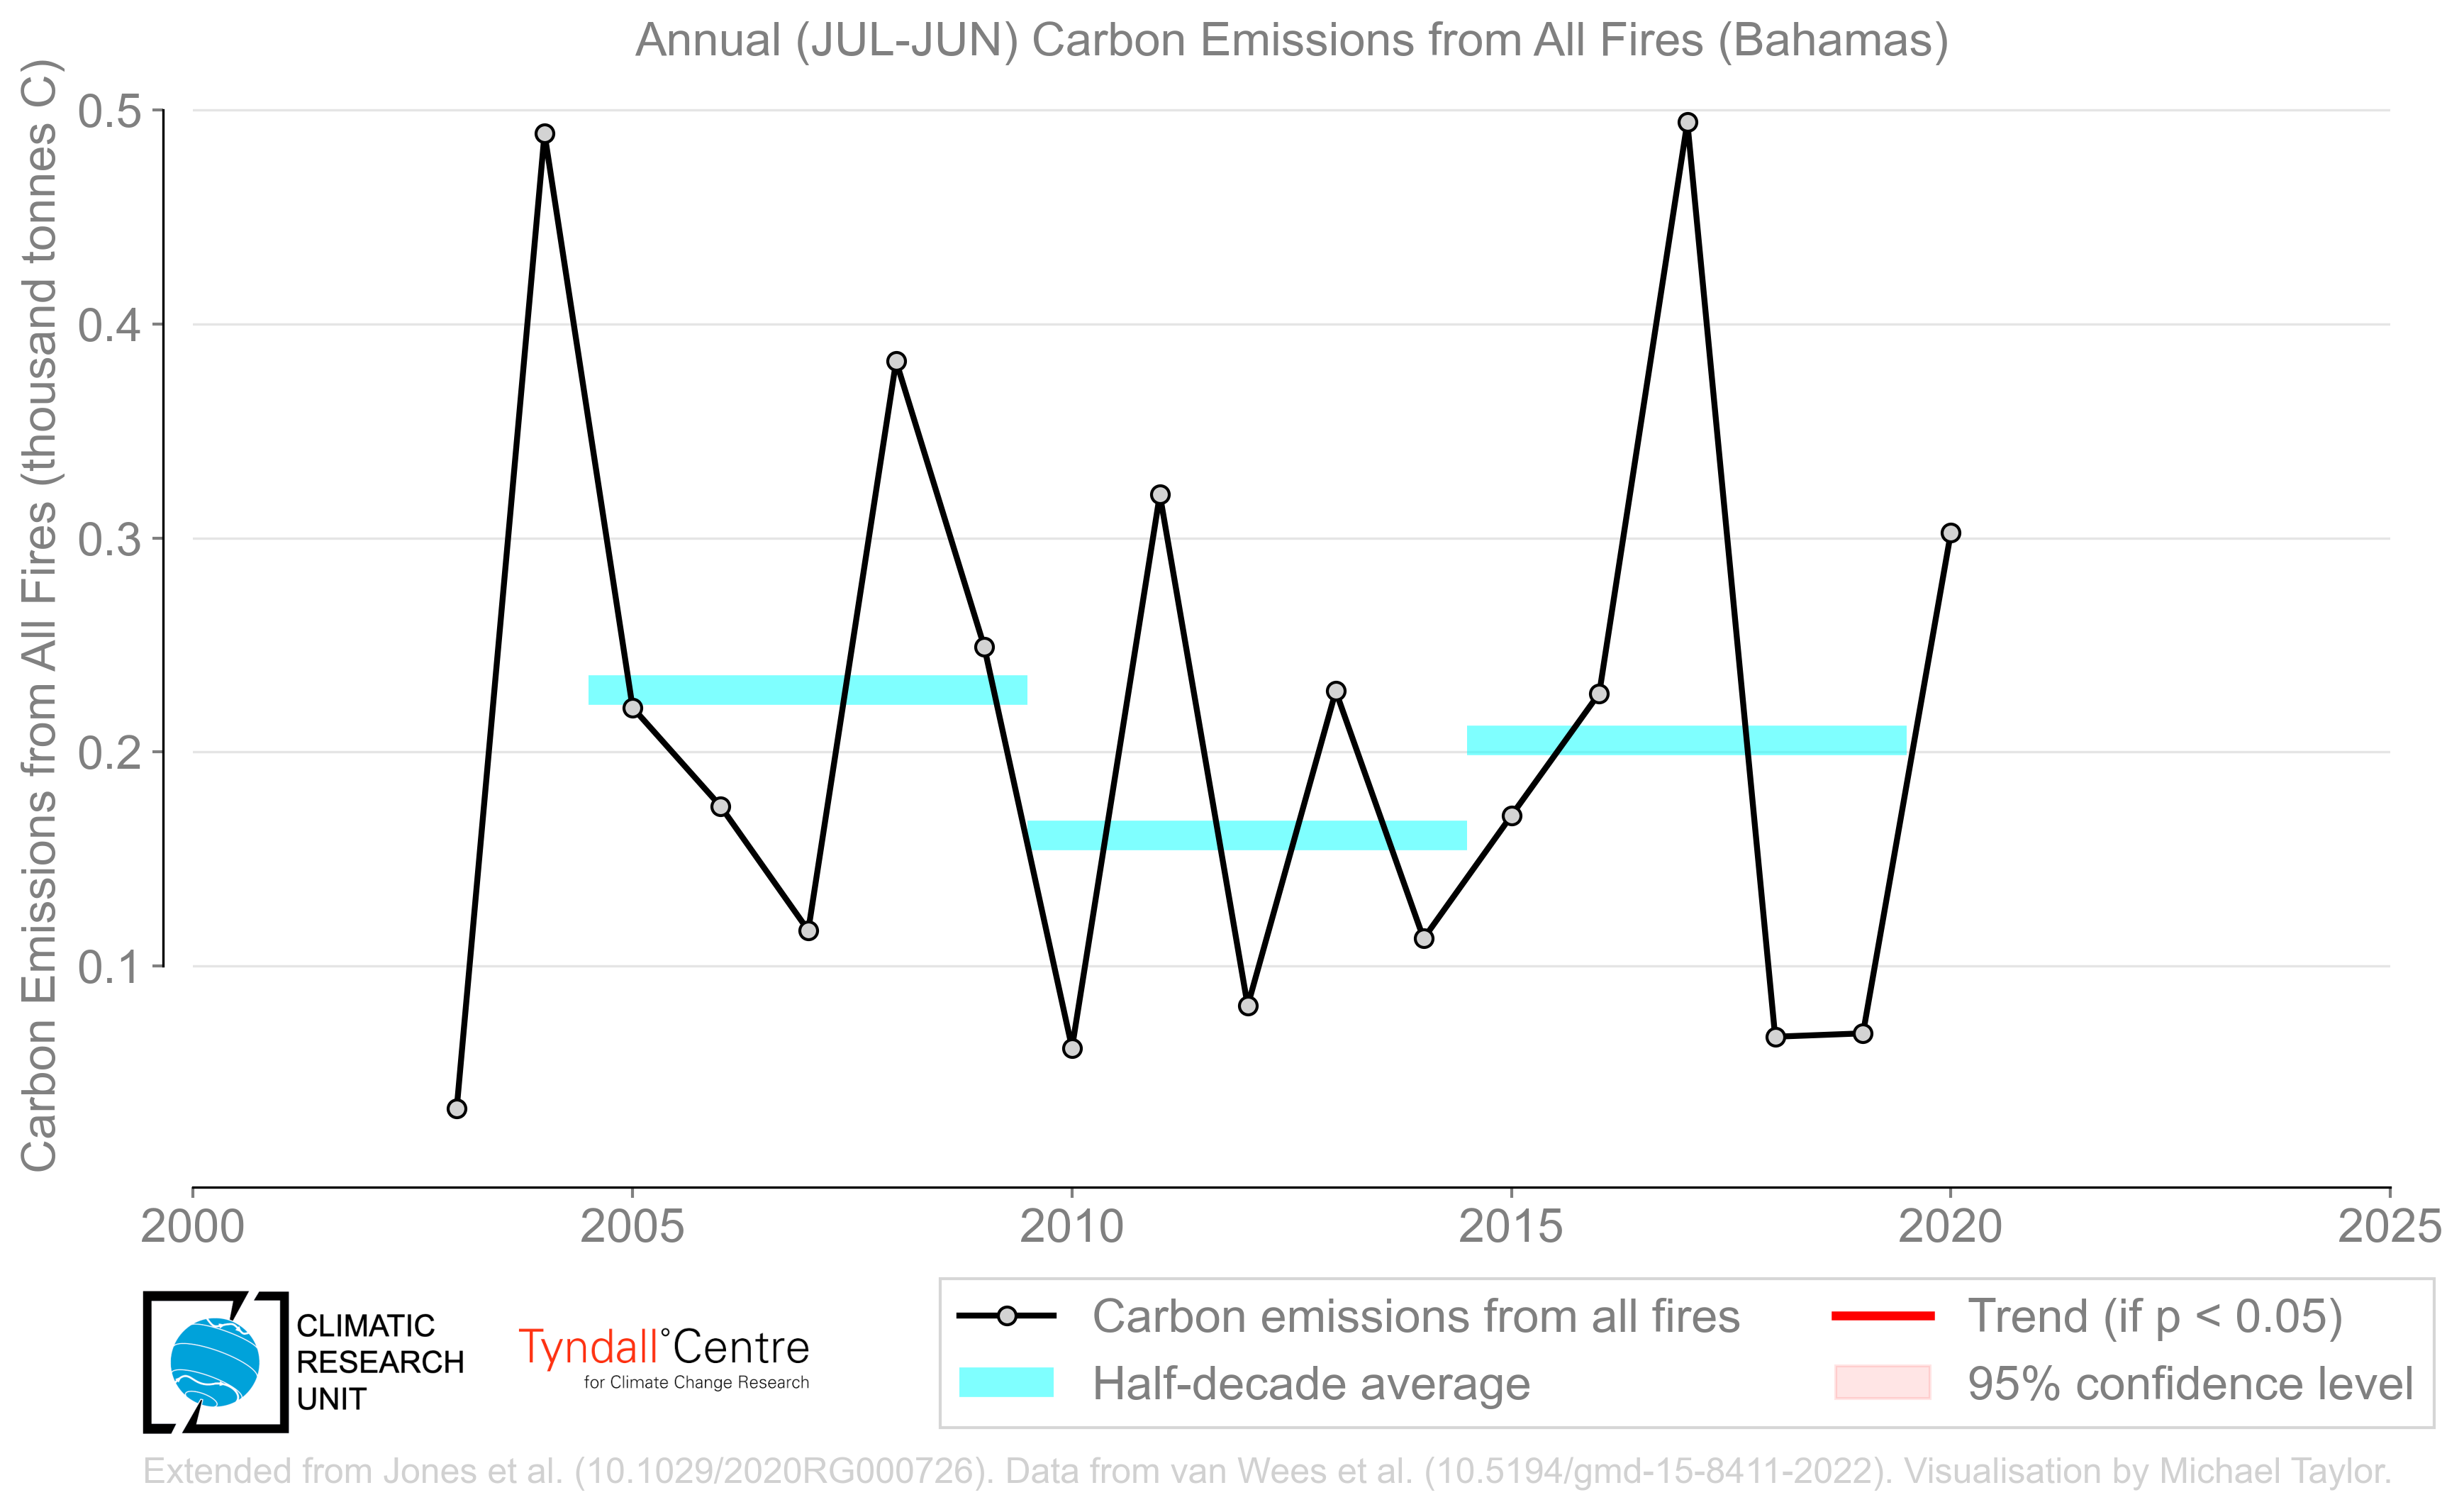 Annual (JUL-JUN) Carbon Emissions from All Fires (Bahamas)
Carbon Emissions from All Fires (thousand tonnes C)
0.5
0.4
0.3
0.2
0.1
2000 2005 2010 2015 2020 2025
Carbon emissions from all fires
Half-decade average
Trend (if p < 0.05)
95% confidence level
CLIMATIC
RESEARCH
UNIT
Tyndall°Centre
for Climate Change Research
Extended from Jones et al. (10.1029/2020RG000726). Data from van Wees et al. (10.5194/gmd-15-8411-2022). Visualisation by Michael Taylor.